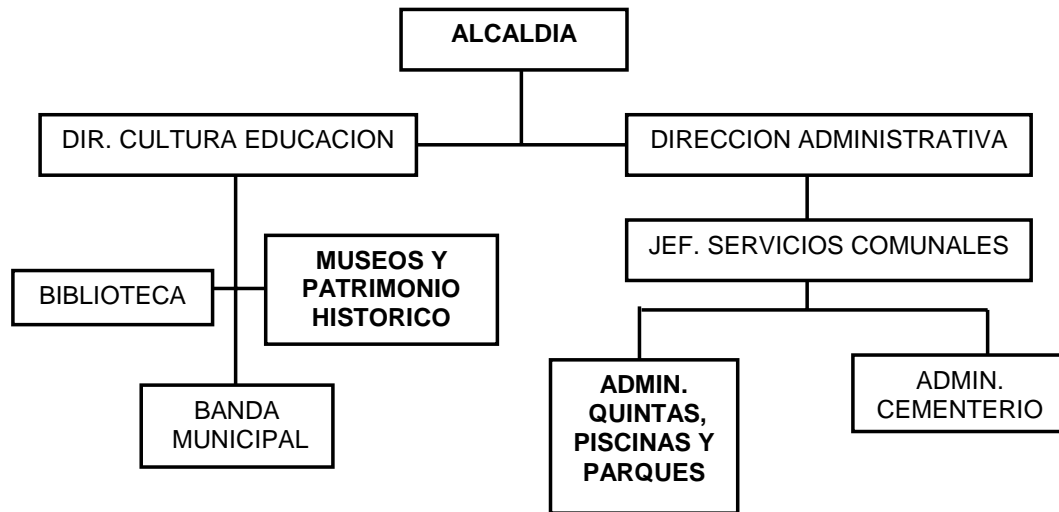 ALCALDIA
DIR. CULTURA EDUCACION
DIRECCION ADMINISTRATIVA
JEF. SERVICIOS COMUNALES
MUSEOS Y
PATRIMONIO
HISTORICO
BIBLIOTECA
BANDA
MUNICIPAL
ADMIN.
QUINTAS,
PISCINAS Y
PARQUES
ADMIN.
CEMENTERIO